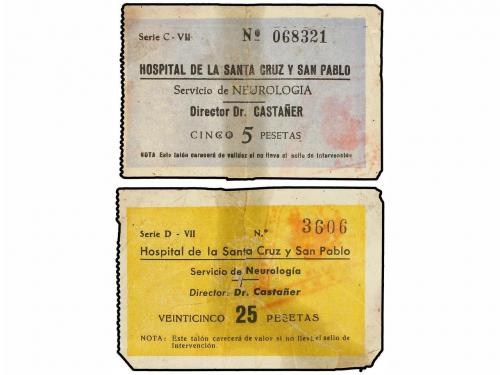 Serie C - VII Nº 068321
HOSPITAL DE LA SANTA CRUZ Y SAN PABLO
Servicio de NEUROLOGIA
Director Dr. CASTAÑER
CINCO 5 PESETAS
NOTA Este talón carecerá de validez si no lleva el sello de Intervención
Serie D - VII N.º 3606
Hospital de la Santa Cruz y San Pablo
Servicio de Neurología
Director: Dr. Castañer
VEINTICINCO 25 PESETAS
NOTA: Este talón carecerá de valor si no lleva el sello de
Intervención.